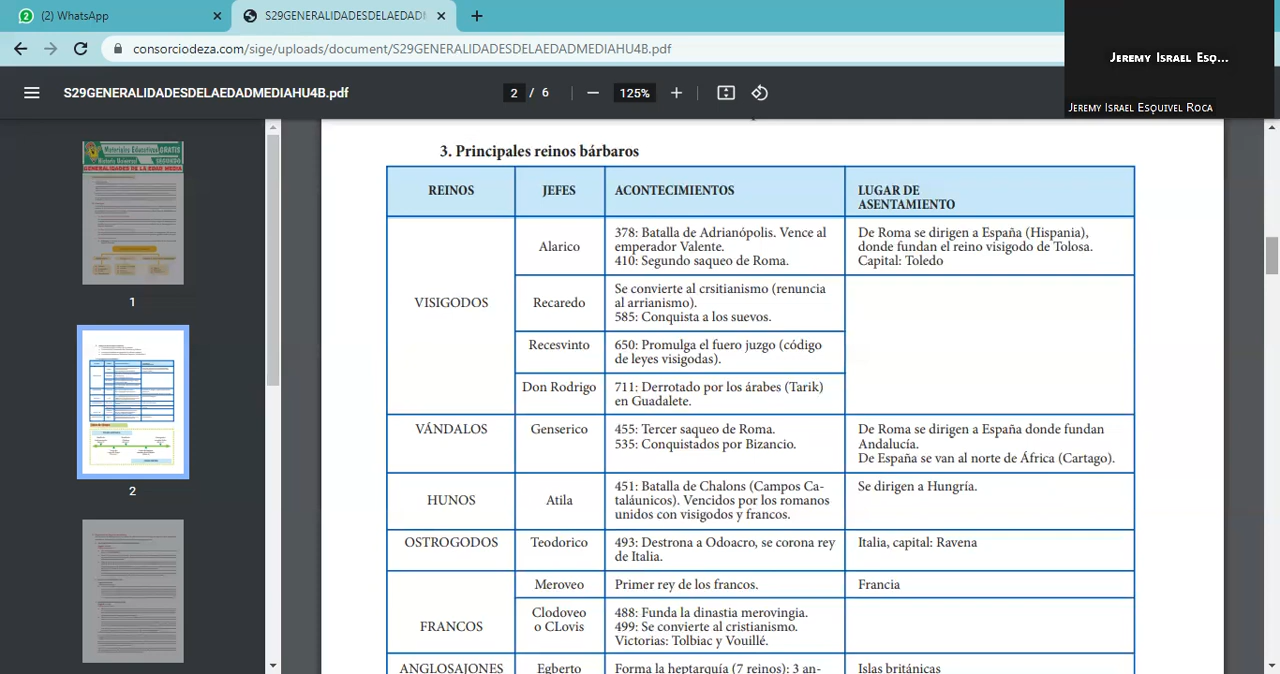 (2) WhatsApp
S29GENERALIDADESDELAEDADMEDIAHU4B.pdf
consorciodeza.com/sige/uploads/document/S29GENERALIDADESDELAEDADMEDIAHU4B.pdf
JEREMY ISRAEL ESQ...
JEREMY ISRAEL ESQUIVEL ROCA
S29GENERALIDADESDELAEDADMEDIAHU4B.pdf
2 / 6
125%
1
2
3. Principales reinos bárbaros
REINOS JEFES ACONTECIMIENTOS LUGAR DE
ASENTAMIENTO
VISIGODOS
Alarico
378: Batalla de Adrianópolis. Vence al
emperador Valente.
410: Segundo saqueo de Roma.
De Roma se dirigen a España (Hispania),
donde fundan el reino visigodo de Tolosa.
Capital: Toledo
Recaredo
Se convierte al crsitianismo (renuncia
al arrianismo).
585: Conquista a los suevos.
Recesvinto
650: Promulga el fuero juzgo (código
de leyes visigodas).
Don Rodrigo
711: Derrotado por los árabes (Tarik)
en Guadalete.
VÁNDALOS
Genserico
455: Tercer saqueo de Roma.
535: Conquistados por Bizancio.
De Roma se dirigen a España donde fundan
Andalucía.
De España se van al norte de África (Cartago).
HUNOS
Atila
451: Batalla de Chalons (Campos Ca-
taláunicos). Vencidos por los romanos
unidos con visigodos y francos.
Se dirigen a Hungría.
OSTROGODOS
Teodorico
493: Destrona a Odoacro, se coroma rey
de Italia.
Italia, capital: Ravena
FRANCOS
Meroveo
Primer rey de los francos.
Francia
Clodoveo
o CLovis
488: Funda la dinastia merovingia.
499: Se convierte al cristianismo.
Victorias: Tolbiac y Vouillé.
ANGLOSAJONES
Egberto
Forma la heptarquía (7 reinos): 3 an-
Islas británicas